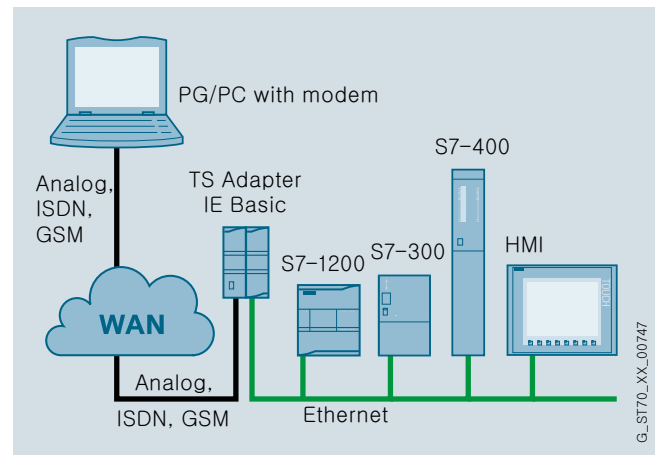 PG/PC with modem
S7-400
Analog,
ISDN,
GSM
TS Adapter
IE Basic
S7-1200
S7-300
HMI
WAN
TOUCH
Analog,
ISDN, GSM
Ethernet
G_ST70_XX_00747